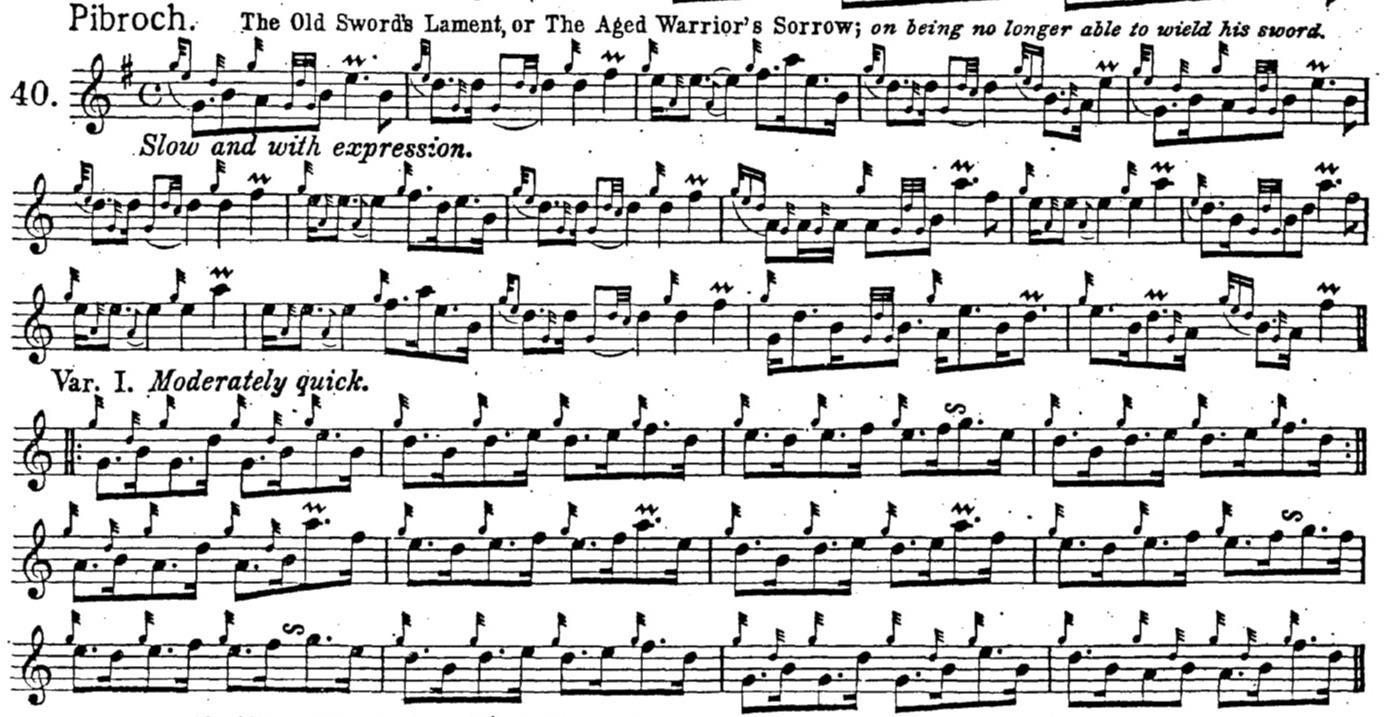 Pibroch. The Old Sword's Lament, or The Aged Warrior's Sorrow; on being no longer able to wield his sword.
40.
Slow and with expression.
Var. I. Moderately quick.